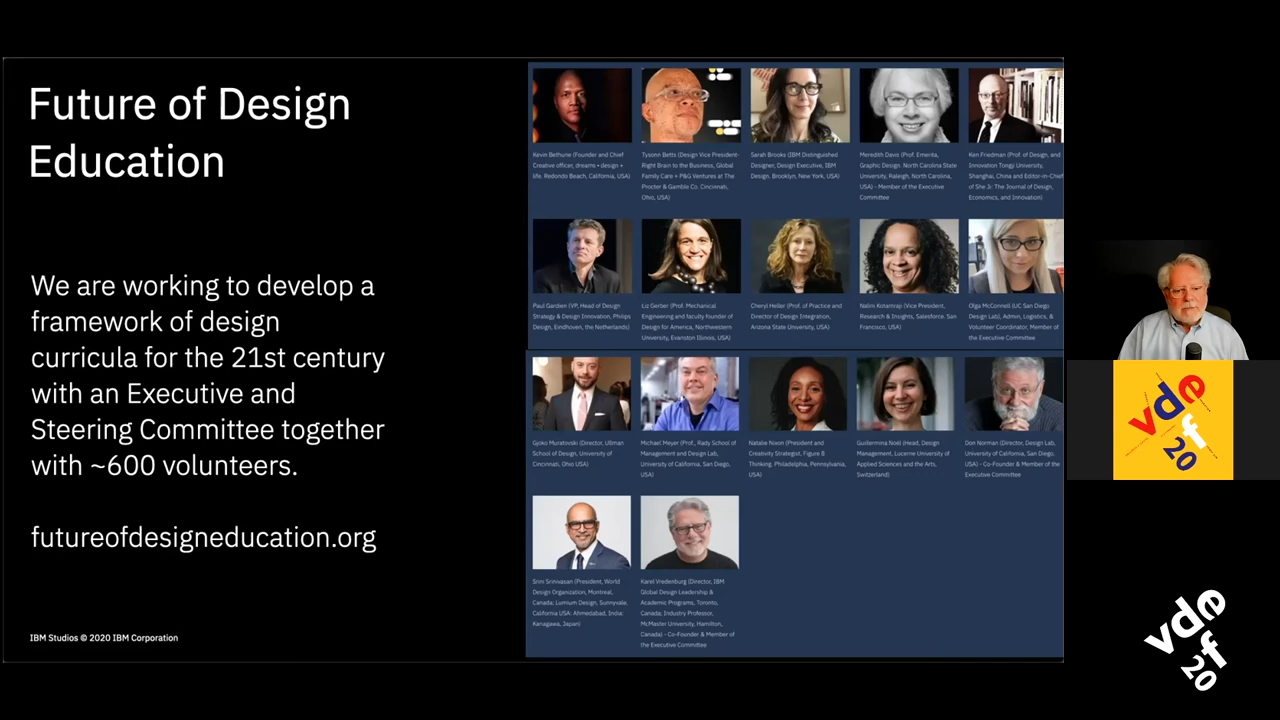 Future of Design
Education
We are working to develop a
framework of design
curricula for the 21st century
with an Executive and
Steering Committee together
with ~600 volunteers.
futureofdesigneducation.org
IBM Studios © 2020 IBM Corporation
Kevin Bethune (Founder and Chief
Creative officer, dreams • design +
life. Redondo Beach, California, USA)
Tysonn Betts (Design Vice President-
Right Brain to the Business, Global
Family Care + P&G Ventures at The
Procter & Gamble Co. Cincinnati,
Ohio, USA)
Sarah Brooks (IBM Distinguished
Designer, Design Executive, IBM
Design. Brooklyn, New York, USA)
Meredith Davis (Prof. Emerita,
Graphic Design. North Carolina State
University, Raleigh, North Carolina,
USA) - Member of the Executive
Committee
Ken Friedman (Prof. of Design, and
Innovation Tongji University,
Shanghai, China and Editor-in-Chief
of She Ji: The Journal of Design,
Economics, and Innovation)
Paul Gardien (VP, Head of Design
Strategy & Design Innovation, Philips
Design, Eindhoven, the Netherlands)
Liz Gerber (Prof. Mechanical
Engineering and faculty founder of
Design for America, Northwestern
University, Evanston Illinois, USA)
Cheryl Heller (Prof. of Practice and
Director of Design Integration,
Arizona State University, USA)
Nalini Kotamraji (Vice President,
Research & Insights, Salesforce. San
Francisco, USA)
Olga McConnell (UC San Diego
Design Lab), Admin, Logistics, &
Volunteer Coordinator, Member of
the Executive Committee
Gjoko Muratovski (Director, Ullman
School of Design, University of
Cincinnati, Ohio USA)
Michael Meyer (Prof., Rady School of
Management and Design Lab,
University of California, San Diego,
USA)
Natalie Nixon (President and
Creativity Strategist, Figure 8
Thinking. Philadelphia, Pennsylvania,
USA)
Guillermina Noël (Head, Design
Management, Lucerne University of
Applied Sciences and the Arts,
Switzerland)
Don Norman (Director, Design Lab,
University of California, San Diego,
USA) - Co-Founder & Member of the
Executive Committee
Srini Srinivasan (President, World
Design Organization, Montreal,
Canada; Lumium Design, Sunnyvale,
California USA: Ahmedabad, India:
Kanagawa, Japan)
Karel Vredenburg (Director, IBM
Global Design Leadership &
Academic Programs, Toronto,
Canada; Industry Professor,
McMaster University, Hamilton,
Canada) - Co-Founder & Member of
the Executive Committee
vdef
20
vdef
20